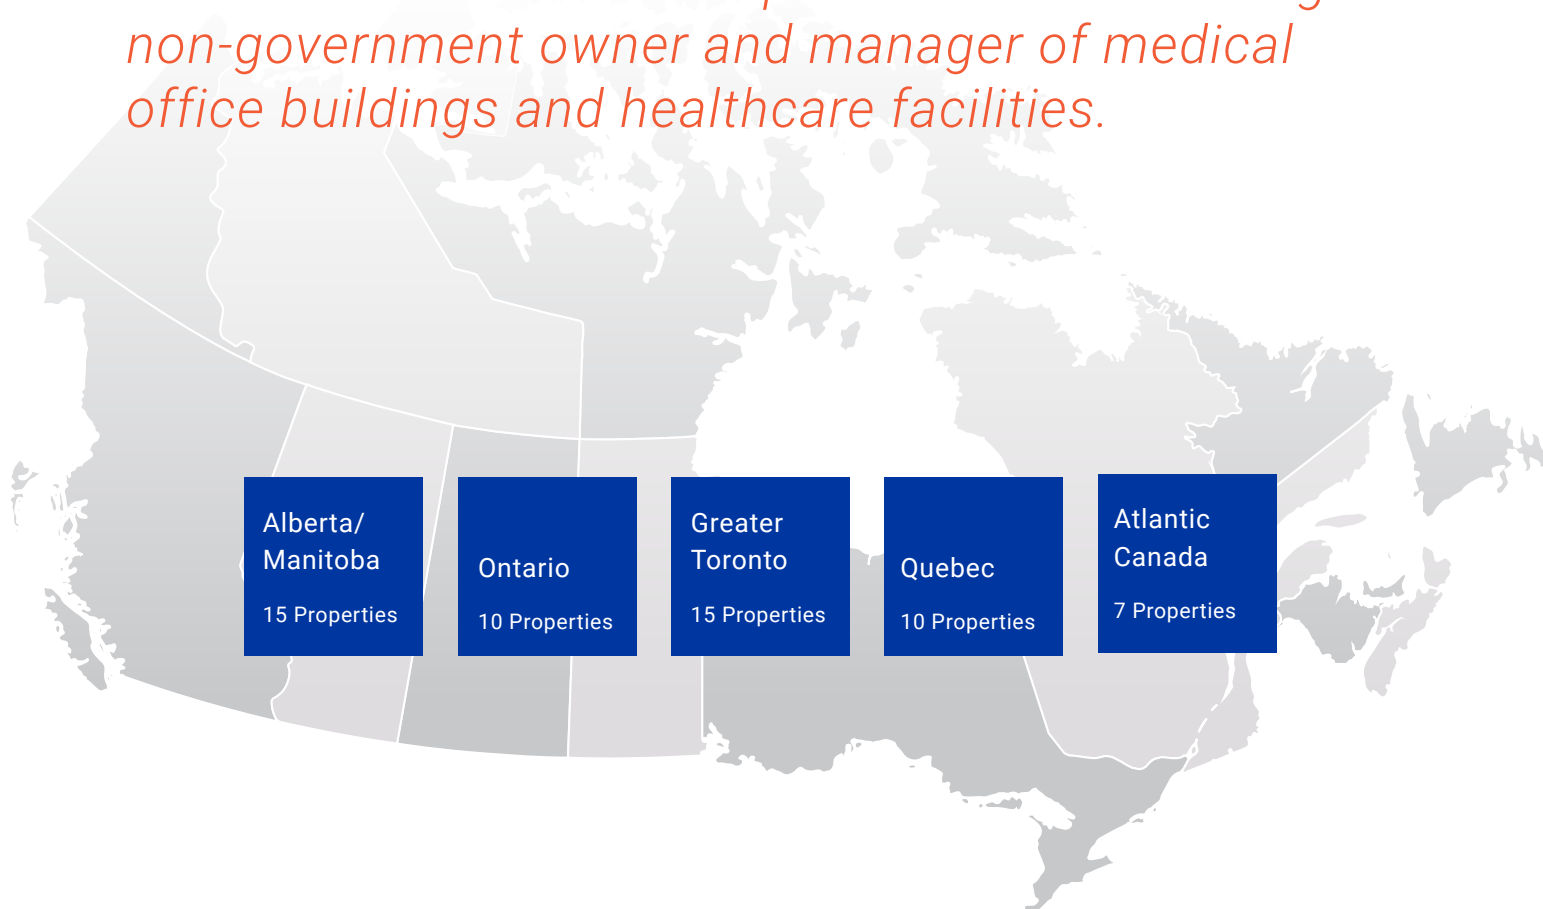 non-government owner and manager of medical
office buildings and healthcare facilities.
Alberta/
Manitoba
15 Properties
Ontario
10 Properties
Greater
Toronto
15 Properties
Quebec
10 Properties
Atlantic
Canada
7 Properties